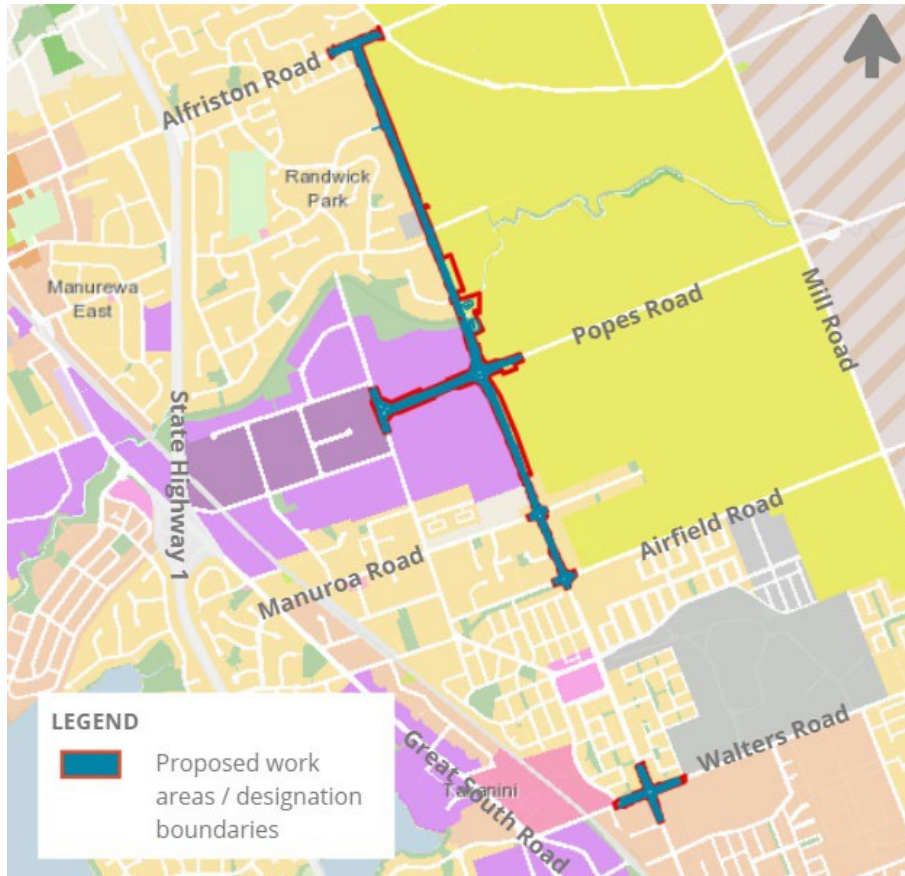 Alfriston Road
Randwick
Park
Manurewa
East
Popes Road
Mill Road
State Highway 1
Airfield Road
Manuroa Road
Walters Road
Great South Road
Takanini
LEGEND
Proposed work
areas / designation
boundaries